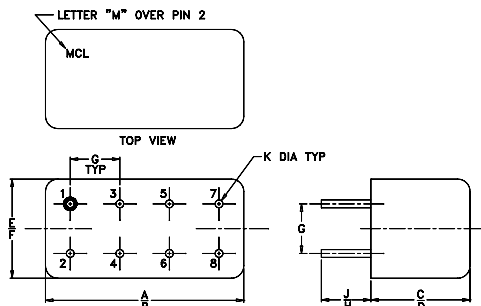 LETTER "M" OVER PIN 2
MCL
TOP VIEW
G
TYP
K DIA TYP
1 3 5 7
E
F
G
2 4 6 8
A
B
J
H
C
D